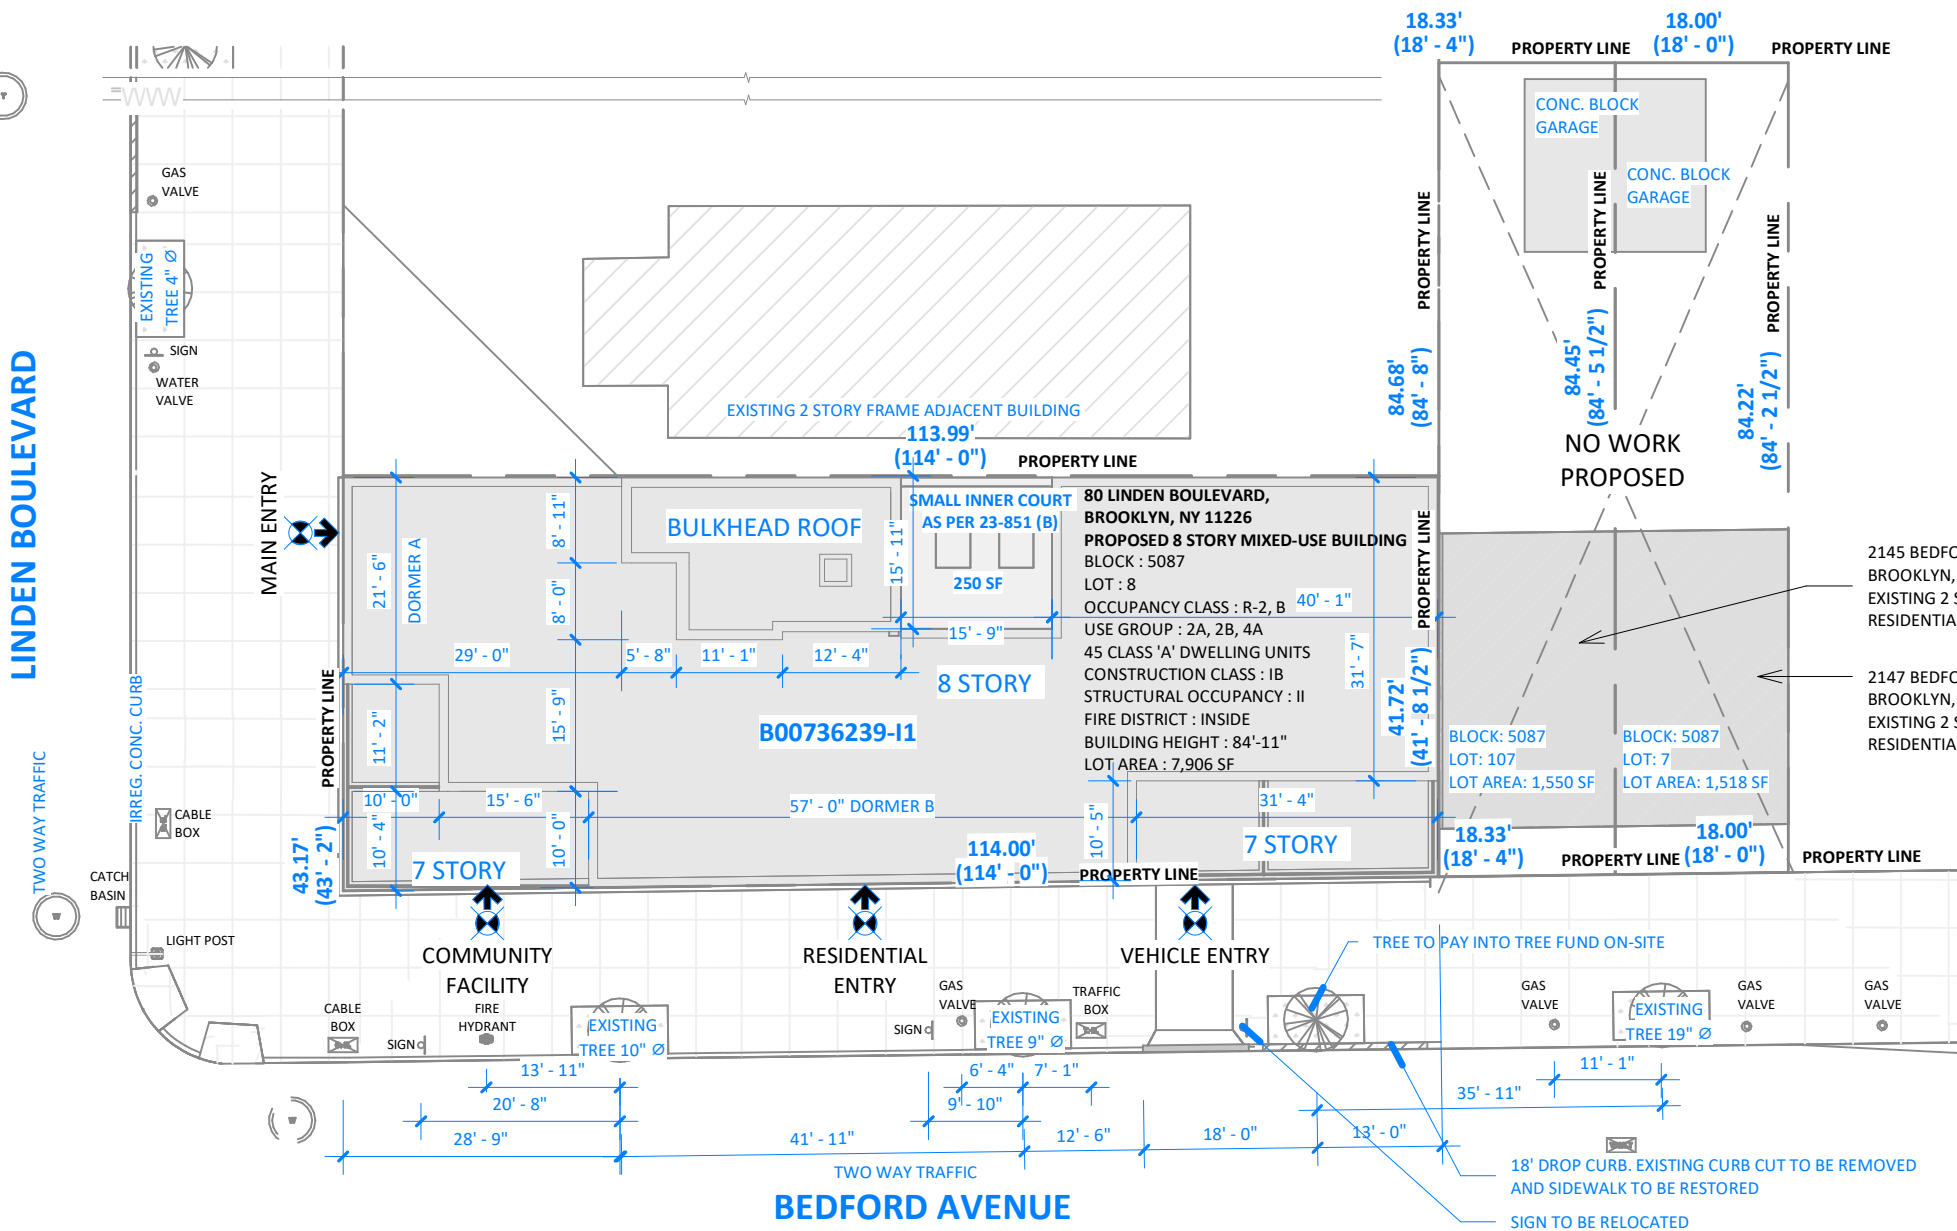 18.33'
(18' - 4")
PROPERTY LINE
18.00'
(18' - 0")
PROPERTY LINE
CONC. BLOCK
GARAGE
CONC. BLOCK
GARAGE
PROPERTY LINE
PROPERTY LINE
PROPERTY LINE
84.68'
(84' - 8")
84.45'
(84' - 5 1/2")
84.22'
(84' - 2 1/2")
NO WORK
PROPOSED
GAS
VALVE
EXISTING
TREE 4" Ø
SIGN
WATER
VALVE
LINDEN BOULEVARD
TWO WAY TRAFFIC
IRREG. CONC. CURB
MAIN ENTRY
PROPERTY LINE
43.17'
(43' - 2")
CABLE
BOX
CATCH
BASIN
LIGHT POST
EXISTING 2 STORY FRAME ADJACENT BUILDING
113.99'
(114' - 0")
PROPERTY LINE
21' - 6"
DORMER A
8' - 11"
8' - 0"
BULKHEAD ROOF
15' - 11"
SMALL INNER COURT
AS PER 23-851 (B)
250 SF
15' - 9"
80 LINDEN BOULEVARD,
BROOKLYN, NY 11226
PROPOSED 8 STORY MIXED-USE BUILDING
BLOCK : 5087
LOT : 8
OCCUPANCY CLASS : R-2, B
USE GROUP : 2A, 2B, 4A
45 CLASS 'A' DWELLING UNITS
CONSTRUCTION CLASS : IB
STRUCTURAL OCCUPANCY : II
FIRE DISTRICT : INSIDE
BUILDING HEIGHT : 84'-11"
LOT AREA : 7,906 SF
40' - 1"
31' - 7"
PROPERTY LINE
41.72'
(41' - 8 1/2")
29' - 0"
5' - 8"
11' - 1"
12' - 4"
8 STORY
B00736239-I1
11' - 2"
15' - 9"
10' - 0"
15' - 6"
57' - 0" DORMER B
31' - 4"
10' - 4"
10' - 0"
10' - 5"
7 STORY
7 STORY
114.00'
(114' - 0")
PROPERTY LINE
2145 BEDFO
BROOKLYN,
EXISTING 2 S
RESIDENTIA
2147 BEDFO
BROOKLYN,
EXISTING 2 S
RESIDENTIA
BLOCK: 5087
LOT: 107
LOT AREA: 1,550 SF
BLOCK: 5087
LOT: 7
LOT AREA: 1,518 SF
18.33'
(18' - 4")
PROPERTY LINE
18.00'
(18' - 0")
PROPERTY LINE
COMMUNITY
FACILITY
RESIDENTIAL
ENTRY
VEHICLE ENTRY
TREE TO PAY INTO TREE FUND ON-SITE
CABLE
BOX
SIGN
FIRE
HYDRANT
EXISTING
TREE 10" Ø
SIGN
GAS
VALVE
EXISTING
TREE 9" Ø
TRAFFIC
BOX
GAS
VALVE
EXISTING
TREE 19" Ø
GAS
VALVE
GAS
VALVE
13' - 11"
6' - 4"
7' - 1"
11' - 1"
20' - 8"
9' - 10"
35' - 11"
28' - 9"
41' - 11"
12' - 6"
18' - 0"
13' - 0"
TWO WAY TRAFFIC
BEDFORD AVENUE
18' DROP CURB. EXISTING CURB CUT TO BE REMOVED
AND SIDEWALK TO BE RESTORED
SIGN TO BE RELOCATED